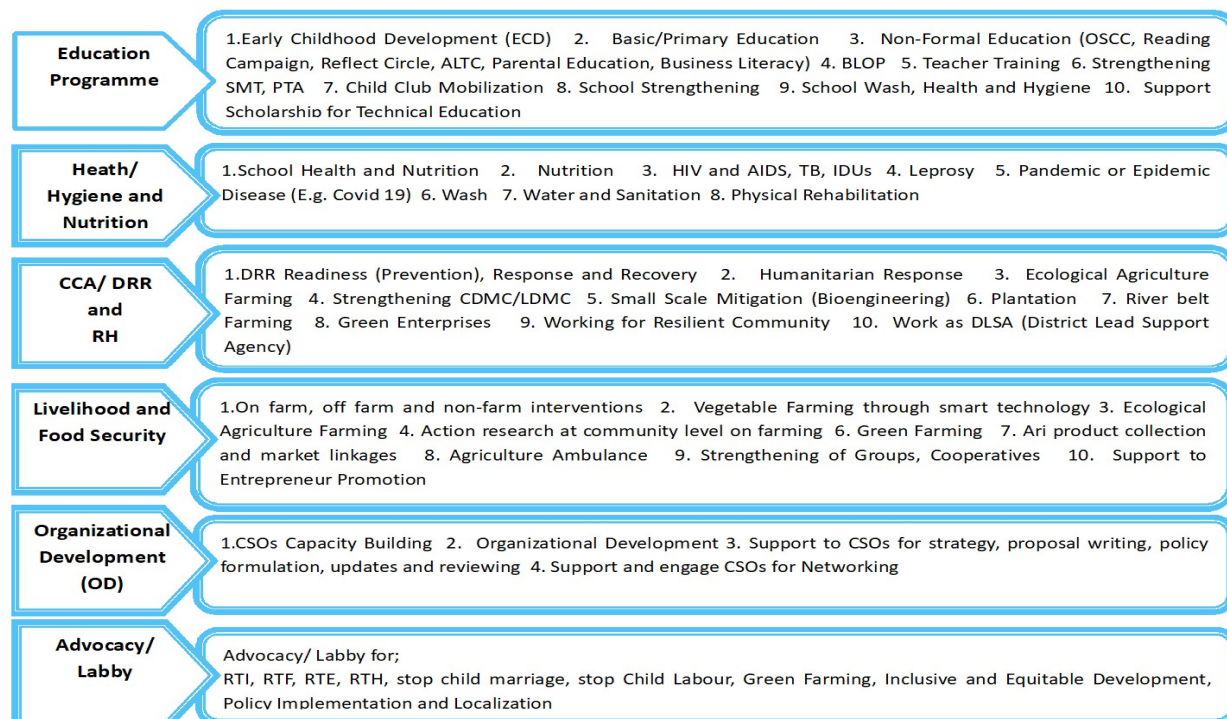 Education
Programme
1.Early Childhood Development (ECD) 2. Basic/Primary Education 3. Non-Formal Education (OSCC, Reading
Campaign, Reflect Circle, ALTC, Parental Education, Business Literacy) 4. BLOP 5. Teacher Training 6. Strengthening
SMT, PTA 7. Child Club Mobilization 8. School Strengthening 9. School Wash, Health and Hygiene 10. Support
Scholarship for Technical Education
Heath/
Hygiene and
Nutrition
1.School Health and Nutrition 2. Nutrition 3. HIV and AIDS, TB, IDUs 4. Leprosy 5. Pandemic or Epidemic
Disease (E.g. Covid 19) 6. Wash 7. Water and Sanitation 8. Physical Rehabilitation
CCA/ DRR
and
RH
1.DRR Readiness (Prevention), Response and Recovery 2. Humanitarian Response 3. Ecological Agriculture
Farming 4. Strengthening CDMC/LDMC 5. Small Scale Mitigation (Bioengineering) 6. Plantation 7. River belt
Farming 8. Green Enterprises 9. Working for Resilient Community 10. Work as DLSA (District Lead Support
Agency)
Livelihood and
Food Security
1.On farm, off farm and non-farm interventions 2. Vegetable Farming through smart technology 3. Ecological
Agriculture Farming 4. Action research at community level on farming 6. Green Farming 7. Ari product collection
and market linkages 8. Agriculture Ambulance 9. Strengthening of Groups, Cooperatives 10. Support to
Entrepreneur Promotion
Organizational
Development
(OD)
1.CSOs Capacity Building 2. Organizational Development 3. Support to CSOs for strategy, proposal writing, policy
formulation, updates and reviewing 4. Support and engage CSOs for Networking
Advocacy/
Labby
Advocacy/ Labby for;
RTI, RTF, RTE, RTH, stop child marriage, stop Child Labour, Green Farming, Inclusive and Equitable Development,
Policy Implementation and Localization